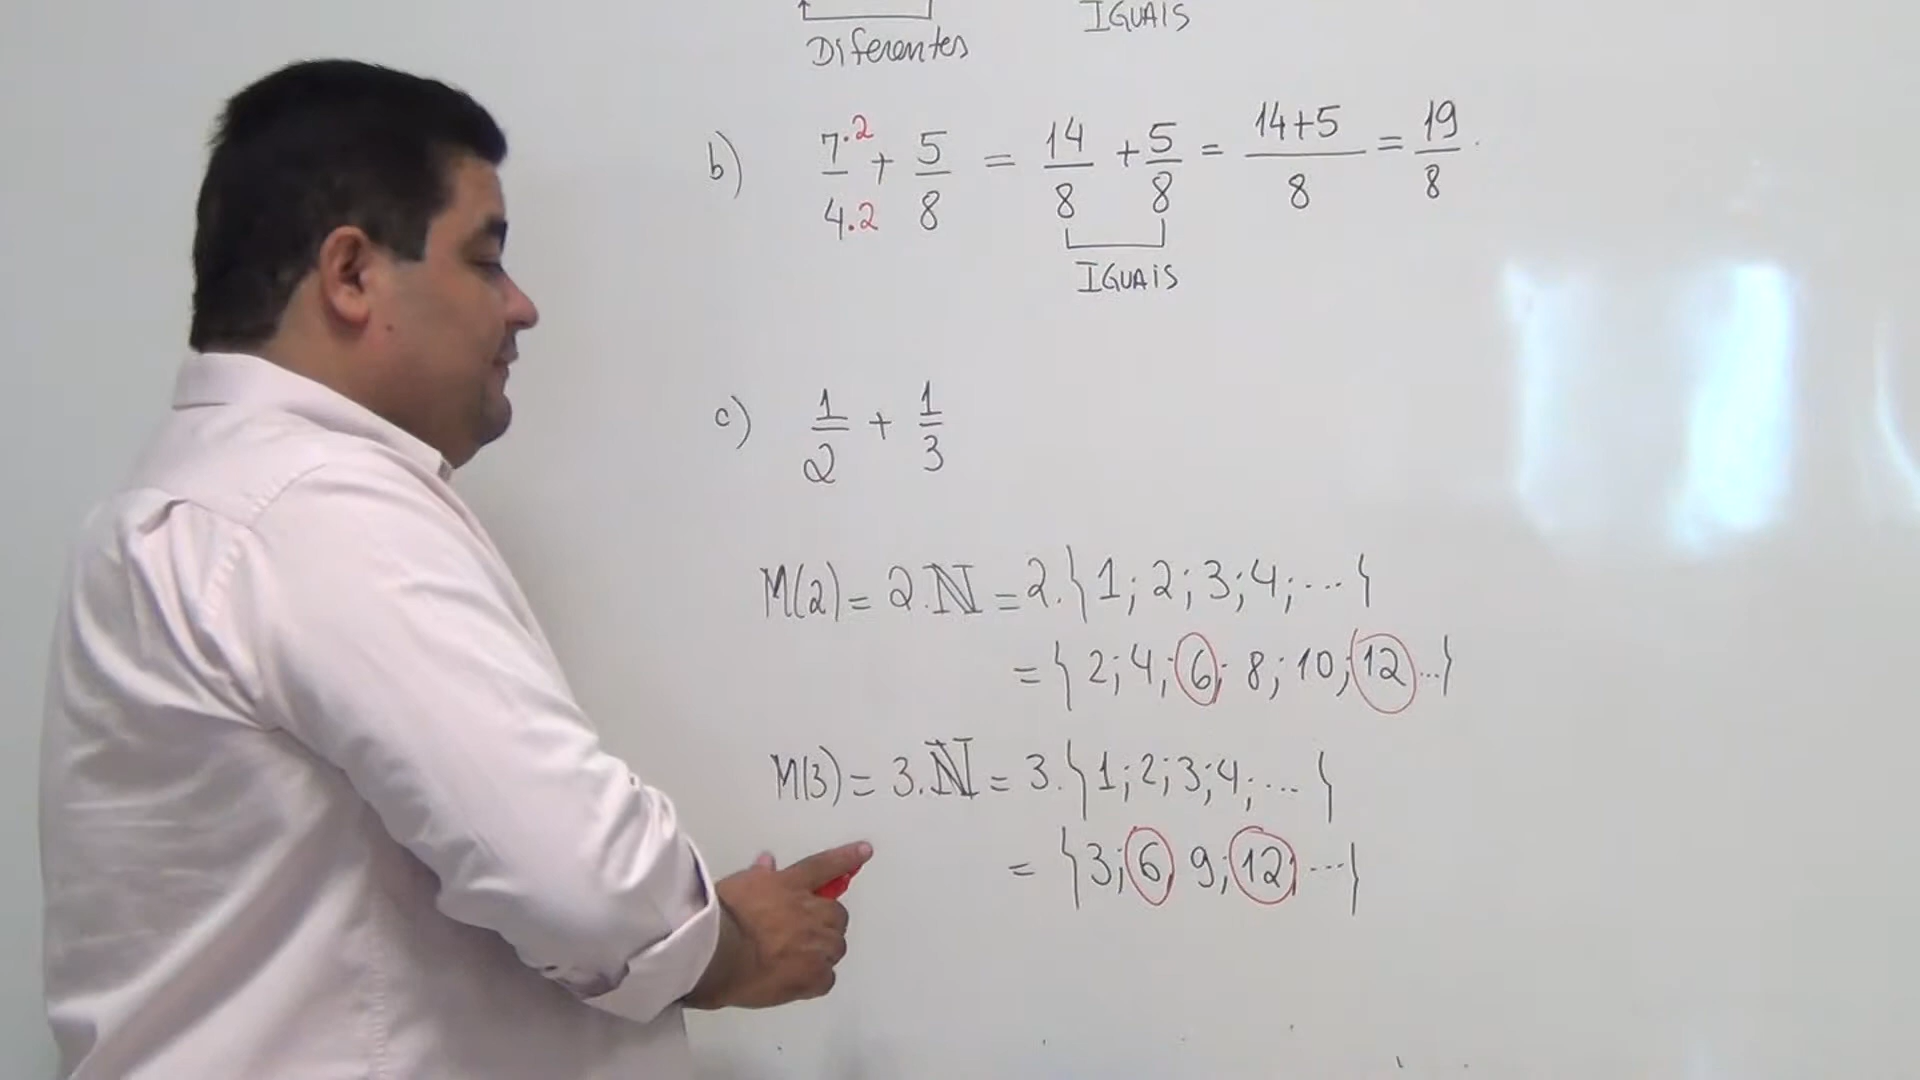 Diferentes
IGUAIS
b) 7.2/4.2 + 5/8 = 14/8 + 5/8 = 14+5/8 = 19/8.
IGUAIS
c) 1/2 + 1/3
M(2) = 2.ℕ = 2.{1; 2; 3; 4; ...}
= {2; 4; 6; 8; 10; 12...}
M(3) = 3.ℕ = 3.{1; 2; 3; 4; ...}
= {3; 6 9; 12; ...}